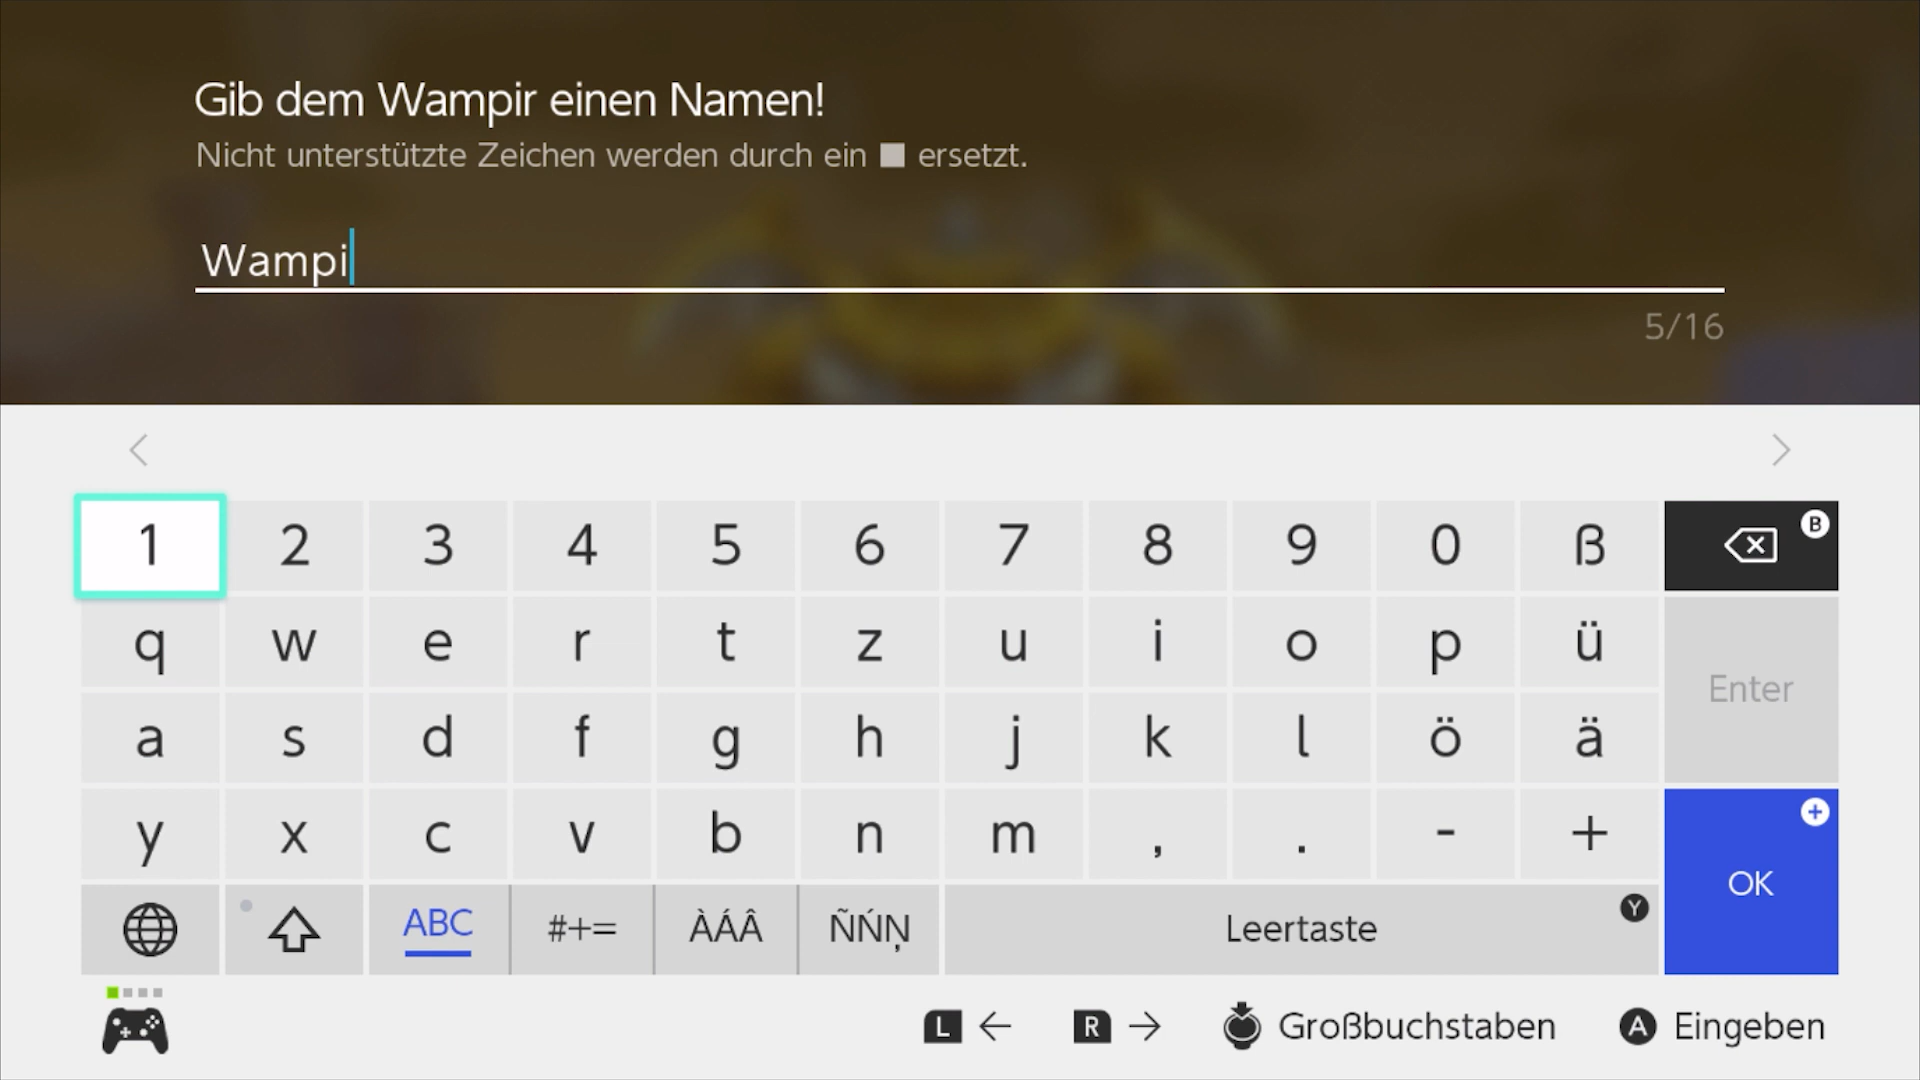 Gib dem Wampir einen Namen!
Nicht unterstützte Zeichen werden durch ein ■ ersetzt.
Wampi
5/16
1 2 3 4 5 6 7 8 9 0 ß B
q w e r t z u i o p ü Enter
a s d f g h j k l ö ä
y x c v b n m , . - + OK
ABC #+= ÀÁÂ ÑŃŅ Leertaste Y
L ← R → Großbuchstaben A Eingeben